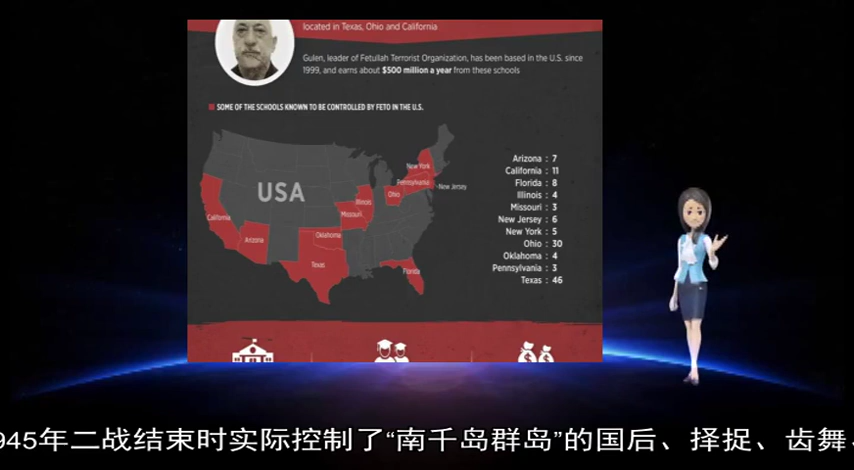 located in Texas, Ohio and California
Gulen, leader of Fetullah Terrorist Organization, has been based in the U.S. since
1999, and earns about $500 million a year from these schools
SOME OF THE SCHOOLS KNOWN TO BE CONTROLLED BY FETO IN THE U.S.
USA
New York
Pennsylvania
New Jersey
Ohio
Illinois
Missouri
California
Arizona
Oklahoma
Texas
Florida
Arizona : 7
California : 11
Florida : 8
Illinois : 4
Missouri : 3
New Jersey : 6
New York : 5
Ohio : 30
Oklahoma : 4
Pennsylvania : 3
Texas : 46
945年二战结束时实际控制了“南千岛群岛”的国后、择捉、齿舞、